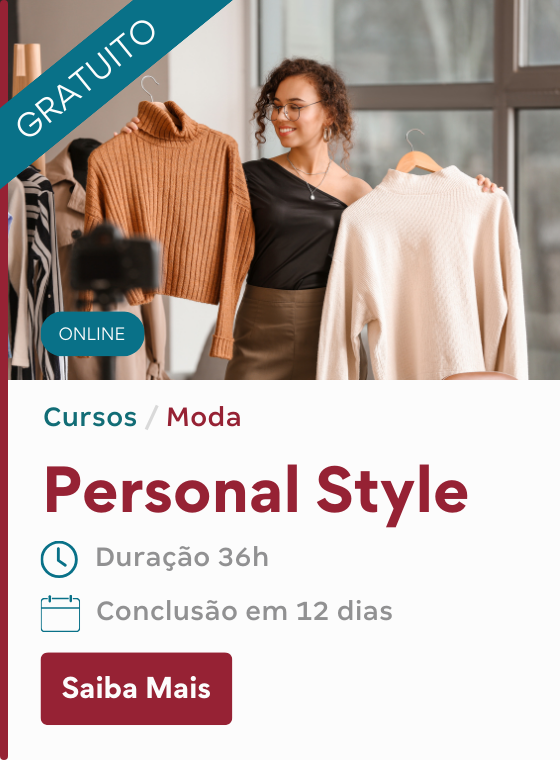 GRATUITO
ONLINE
Cursos / Moda
Personal Style
Duração 36h
Conclusão em 12 dias
Saiba Mais